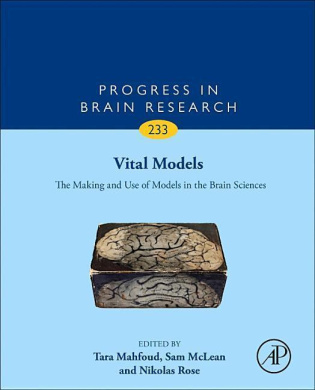 PROGRESS IN
BRAIN RESEARCH
233
Vital Models
The Making and Use of Models in the Brain Sciences
EDITED BY
Tara Mahfoud, Sam McLean
and Nikolas Rose
AP